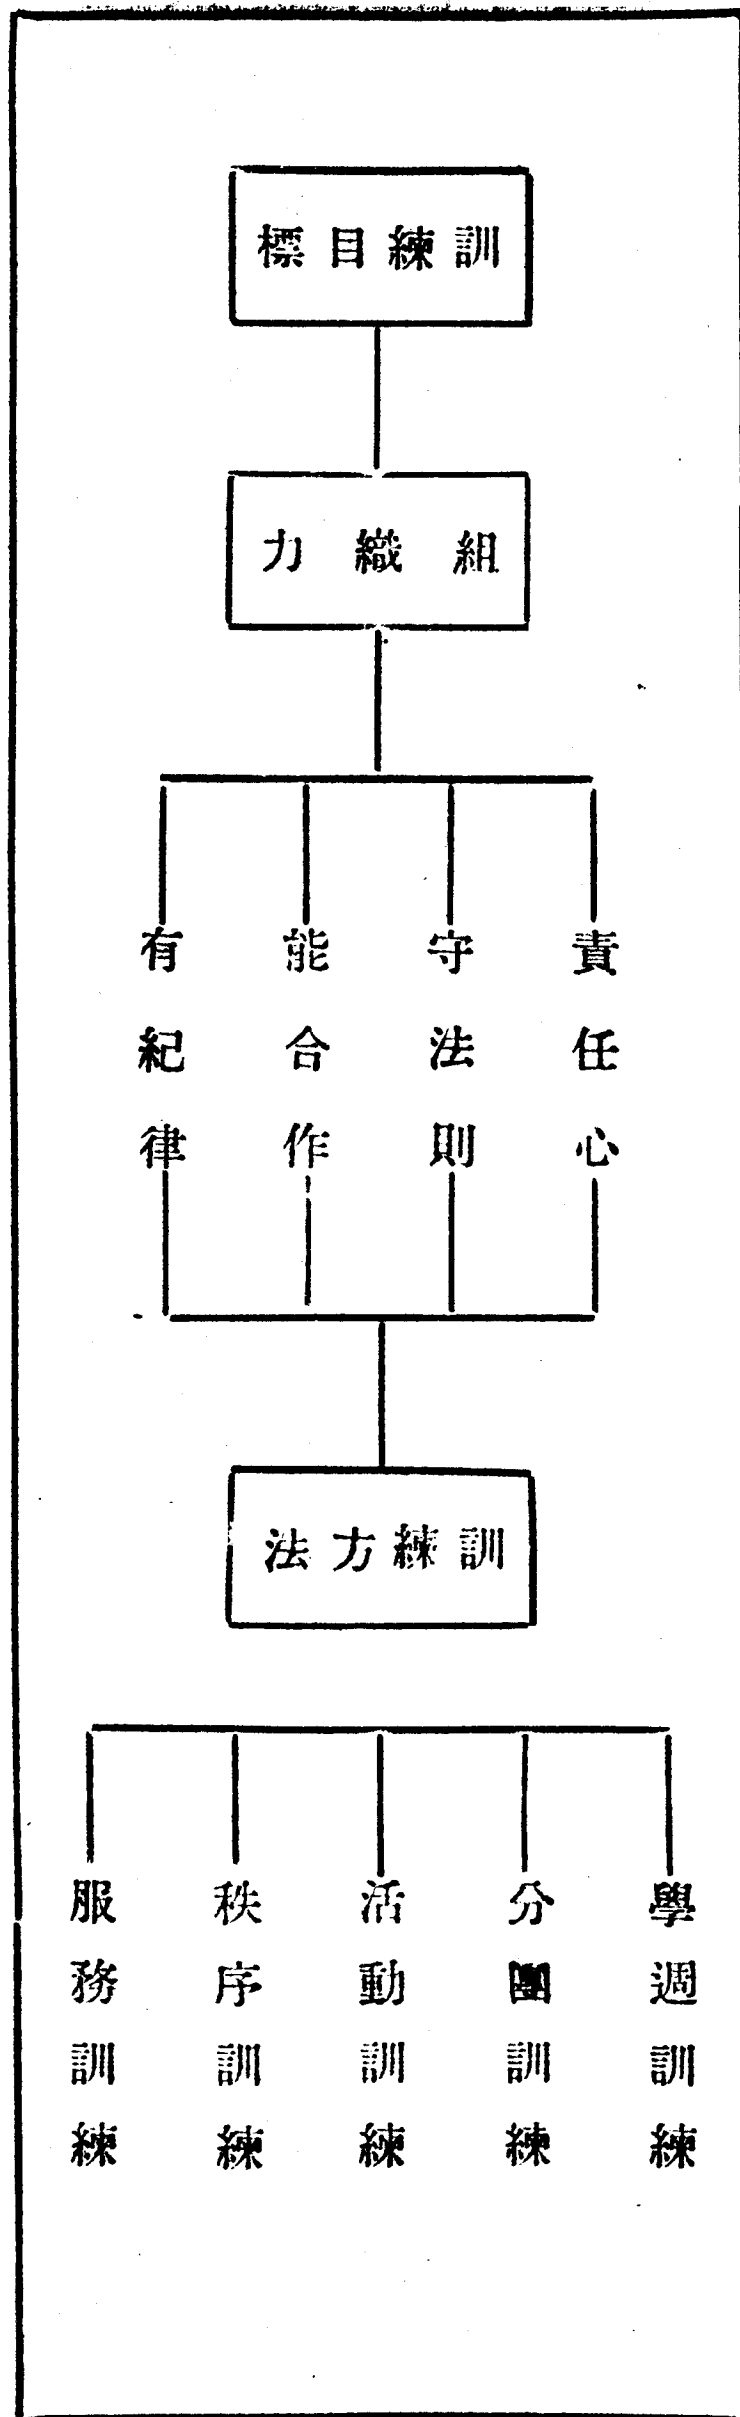 訓練目標
組織力
責任心
守法則
能合作
有紀律
訓練方法
學週訓練
分團訓練
活動訓練
秩序訓練
服務訓練